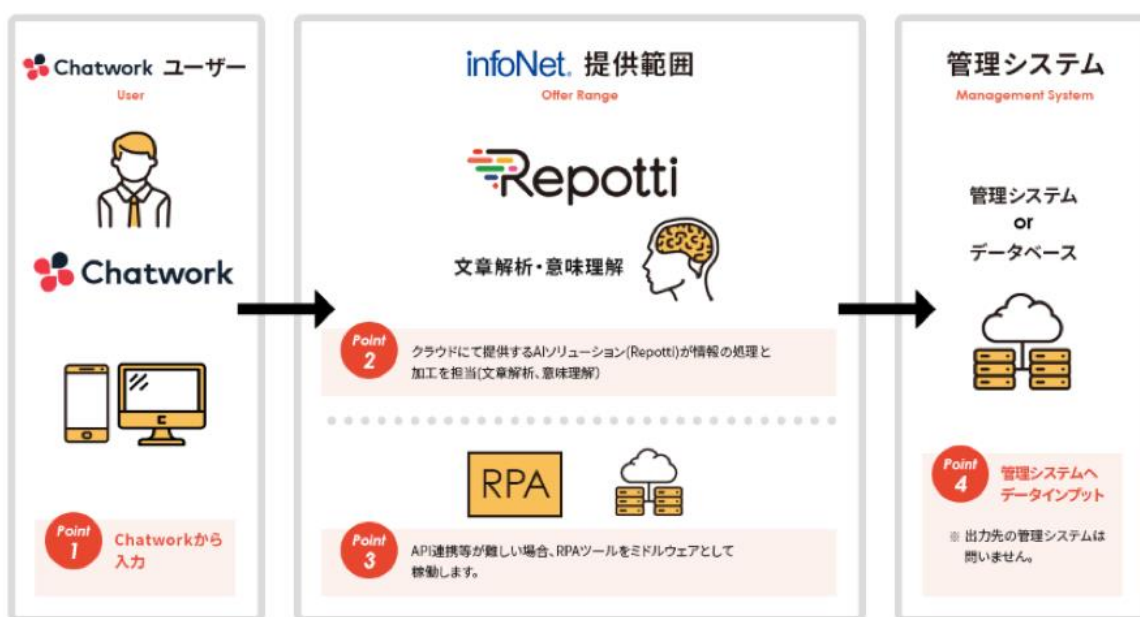 Chatwork ユーザー
User
Chatwork
Point
1
Chatworkから
入力
infoNet. 提供範囲
Offer Range
Repotti
文章解析・意味理解
Point
2
クラウドにて提供するAIソリューション(Repotti)が情報の処理と
加工を担当(文章解析、意味理解)
RPA
Point
3
API連携等が難しい場合、RPAツールをミドルウェアとして
稼働します。
管理システム
Management System
管理システム
or
データベース
Point
4
管理システムへ
データインプット
※ 出力先の管理システムは
問いません。